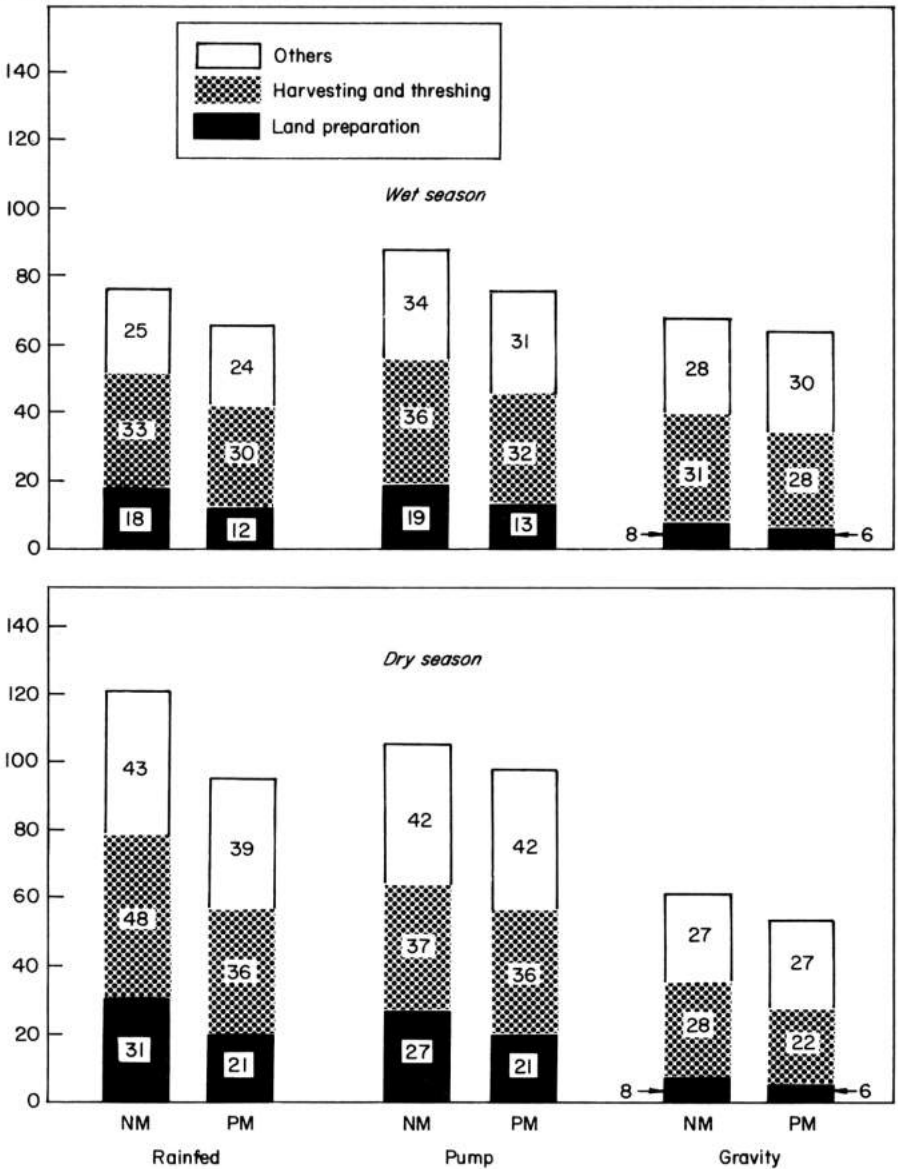 140
120
100
80
60
40
20
0
Others
Harvesting and threshing
Land preparation
Wet season
25 33 18
24 30 12
34 36 19
31 32 13
28 31 8
30 28 6
140
120
100
80
60
40
20
0
Dry season
43 48 31
39 36 21
42 37 27
42 36 21
27 28 8
27 22 6
NM PM NM PM NM PM
Rainfed Pump Gravity